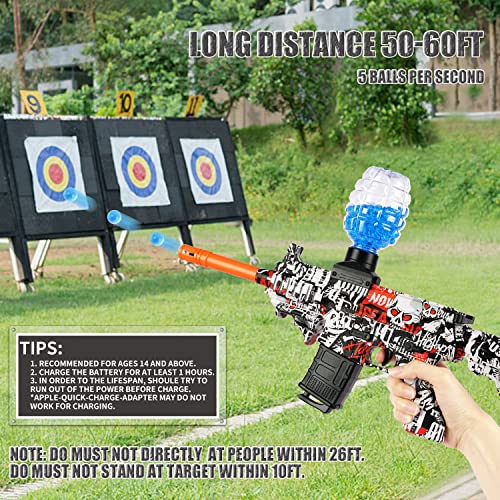 LONG DISTANCE 50-60FT
5 BALLS PER SECOND
9 10 11
TIPS:
1. RECOMMENDED FOR AGES 14 AND ABOVE.
2. CHARGE THE BATTERY FOR AT LEAST 1 HOURS.
3. IN ORDER TO THE LIFESPAN, SHOULE TRY TO
RUN OUT OF THE POWER BEFORE CHARGE.
*APPLE-QUICK-CHARGE-ADAPTER MAY DO NOT
WORK FOR CHARGING.
NOW
NOTE: DO MUST NOT DIRECTLY AT PEOPLE WITHIN 26FT.
DO MUST NOT STAND AT TARGET WITHIN 10FT.